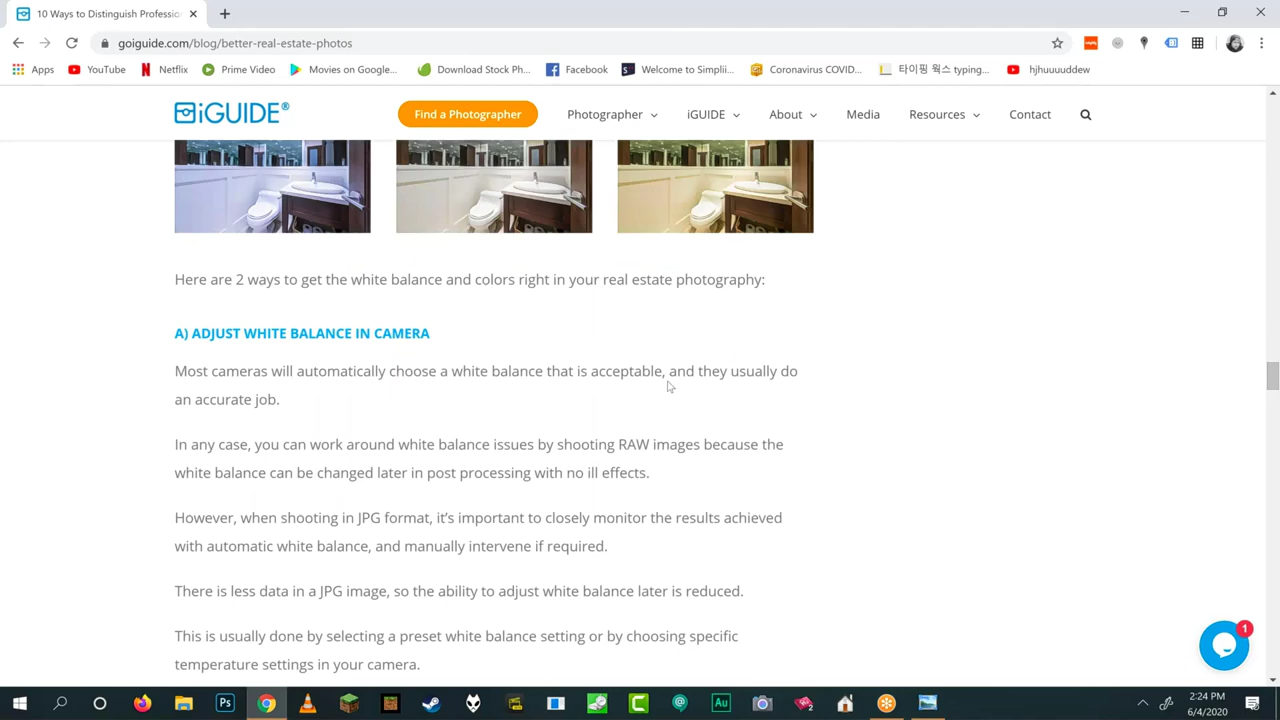 10 Ways to Distinguish Professio
goiguide.com/blog/better-real-estate-photos
Apps
YouTube
Netflix
Prime Video
Movies on Google...
Download Stock Ph...
Facebook
Welcome to Simplii...
Coronavirus COVID...
타이핑 웍스 typing...
hjhuuuuddew
iGUIDE®
Find a Photographer
Photographer
iGUIDE
About
Media
Resources
Contact
Here are 2 ways to get the white balance and colors right in your real estate photography:
A) ADJUST WHITE BALANCE IN CAMERA
Most cameras will automatically choose a white balance that is acceptable, and they usually do
an accurate job.
In any case, you can work around white balance issues by shooting RAW images because the
white balance can be changed later in post processing with no ill effects.
However, when shooting in JPG format, it’s important to closely monitor the results achieved
with automatic white balance, and manually intervene if required.
There is less data in a JPG image, so the ability to adjust white balance later is reduced.
This is usually done by selecting a preset white balance setting or by choosing specific
temperature settings in your camera.
1
Ps
Au
2:24 PM
6/4/2020